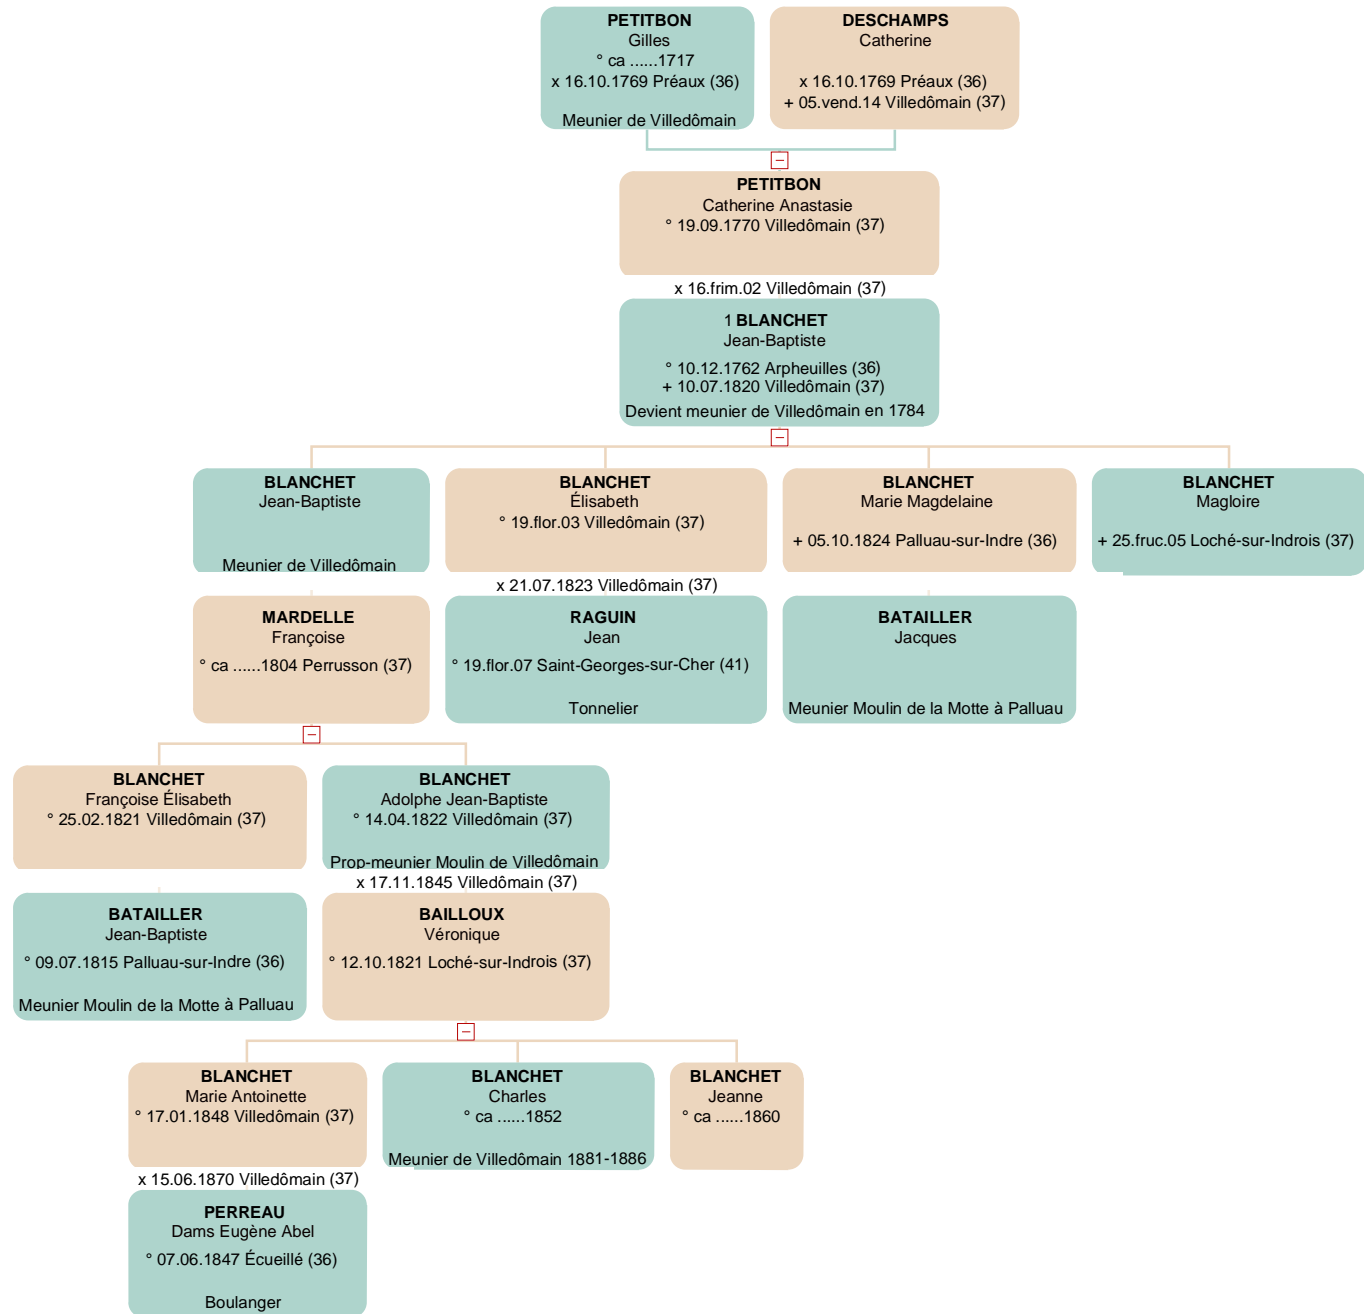 PETITBON
Gilles
° ca ......1717
x 16.10.1769 Préaux (36)
Meunier de Villedômain
DESCHAMPS
Catherine
x 16.10.1769 Préaux (36)
+ 05.vend.14 Villedômain (37)
PETITBON
Catherine Anastasie
° 19.09.1770 Villedômain (37)
x 16.frim.02 Villedômain (37)
1 BLANCHET
Jean-Baptiste
° 10.12.1762 Arpheuilles (36)
+ 10.07.1820 Villedômain (37)
Devient meunier de Villedômain en 1784
BLANCHET
Jean-Baptiste
Meunier de Villedômain
BLANCHET
Élisabeth
° 19.flor.03 Villedômain (37)
x 21.07.1823 Villedômain (37)
BLANCHET
Marie Magdelaine
+ 05.10.1824 Palluau-sur-Indre (36)
BLANCHET
Magloire
+ 25.fruc.05 Loché-sur-Indrois (37)
MARDELLE
Françoise
° ca ......1804 Perrusson (37)
RAGUIN
Jean
° 19.flor.07 Saint-Georges-sur-Cher (41)
Tonnelier
BATAILLER
Jacques
Meunier Moulin de la Motte à Palluau
BLANCHET
Françoise Élisabeth
° 25.02.1821 Villedômain (37)
BLANCHET
Adolphe Jean-Baptiste
° 14.04.1822 Villedômain (37)
Prop-meunier Moulin de Villedômain
x 17.11.1845 Villedômain (37)
BATAILLER
Jean-Baptiste
° 09.07.1815 Palluau-sur-Indre (36)
Meunier Moulin de la Motte à Palluau
BAILLOUX
Véronique
° 12.10.1821 Loché-sur-Indrois (37)
BLANCHET
Marie Antoinette
° 17.01.1848 Villedômain (37)
x 15.06.1870 Villedômain (37)
BLANCHET
Charles
° ca ......1852
Meunier de Villedômain 1881-1886
BLANCHET
Jeanne
° ca ......1860
PERREAU
Dams Eugène Abel
° 07.06.1847 Écueillé (36)
Boulanger